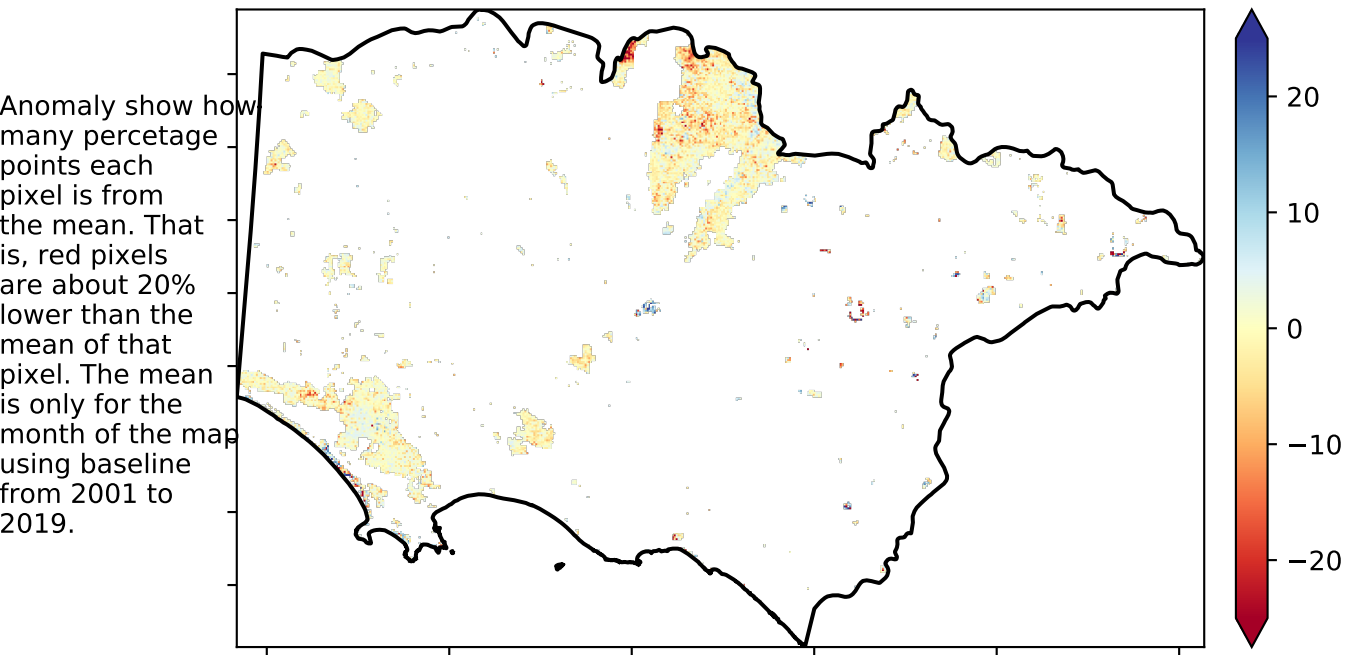 Anomaly show how
many percetage
points each
pixel is from
the mean. That
is, red pixels
are about 20%
lower than the
mean of that
pixel. The mean
is only for the
month of the map
using baseline
from 2001 to
2019.
20
10
0
−10
−20